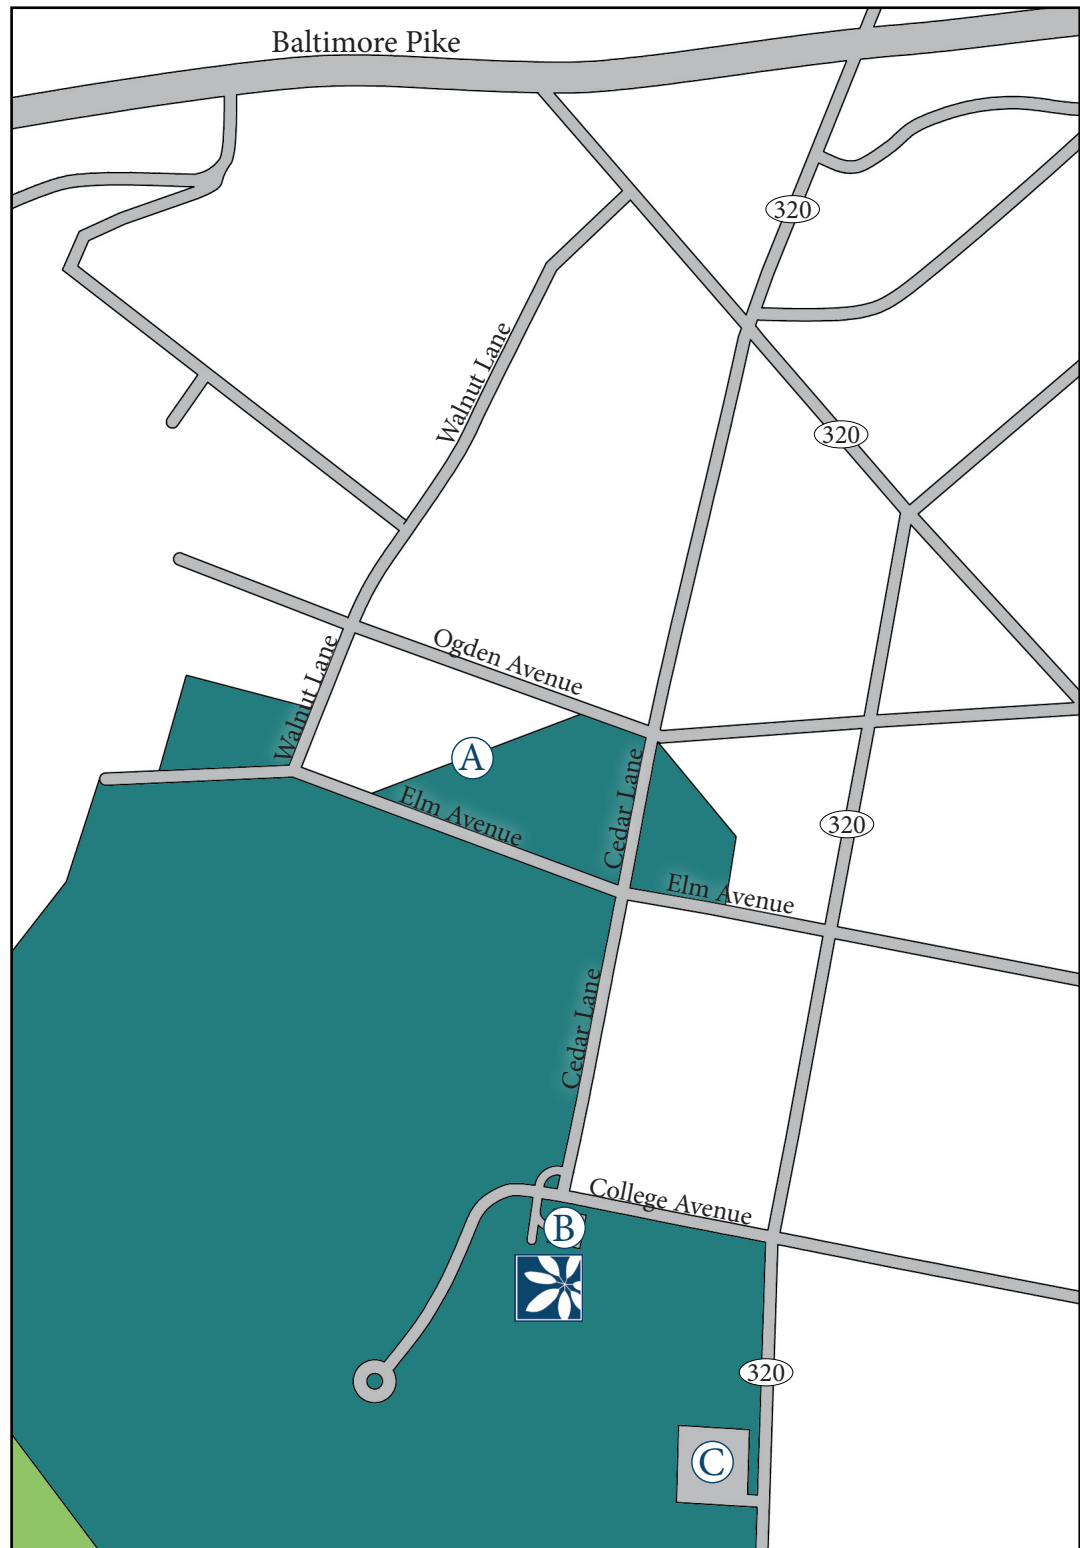 Baltimore Pike
320
Walnut Lane
320
Ogden Avenue
Walnut Lane
A
Cedar Lane
Elm Avenue
320
Elm Avenue
Cedar Lane
College Avenue
B
320
C